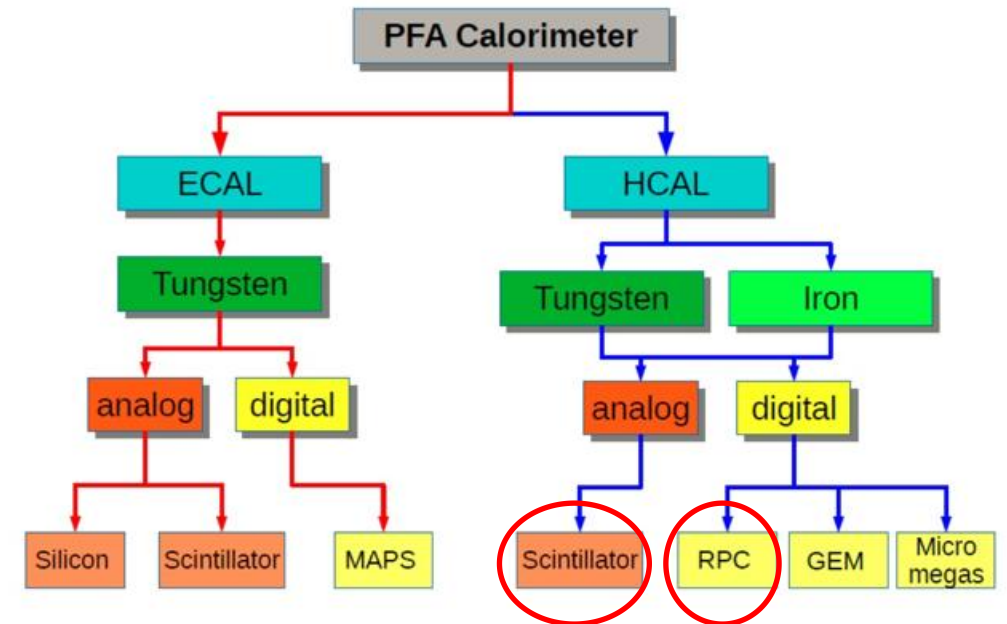 PFA Calorimeter
ECAL
HCAL
Tungsten
Tungsten
Iron
analog
digital
analog
digital
Silicon
Scintillator
MAPS
Scintillator
RPC
GEM
Micro
megas